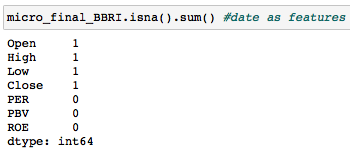 micro_final_BBRI.isna().sum() #date as features
Open 1
High 1
Low 1
Close 1
PER 0
PBV 0
ROE 0
dtype: int64